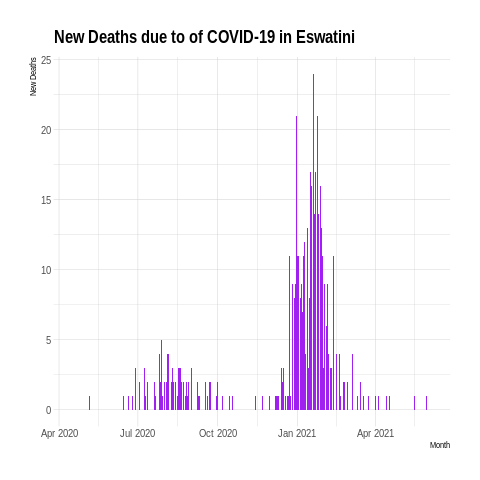 New Deaths due to of COVID-19 in Eswatini
New Deaths
25
20
15
10
5
0
Apr 2020 Jul 2020 Oct 2020 Jan 2021 Apr 2021
Month